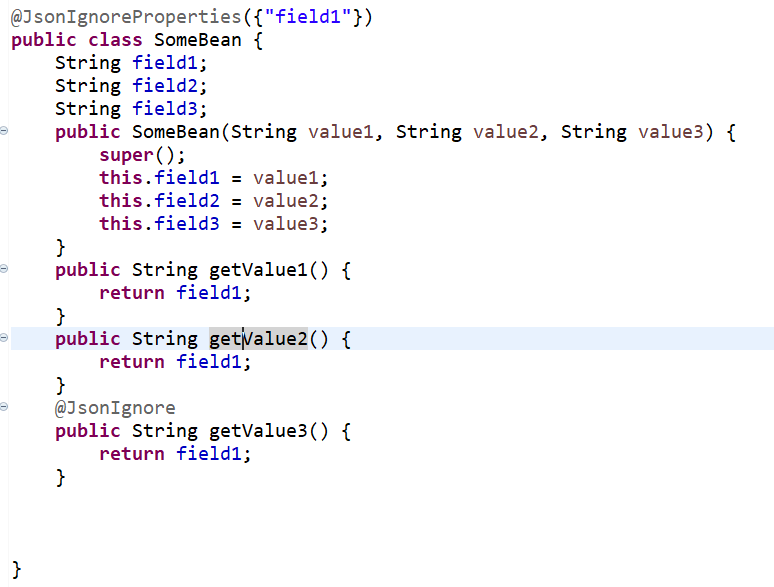 @JsonIgnoreProperties({"field1"})
public class SomeBean {
    String field1;
    String field2;
    String field3;
    public SomeBean(String value1, String value2, String value3) {
        super();
        this.field1 = value1;
        this.field2 = value2;
        this.field3 = value3;
    }
    public String getValue1() {
        return field1;
    }
    public String getValue2() {
        return field1;
    }
    @JsonIgnore
    public String getValue3() {
        return field1;
    }
}